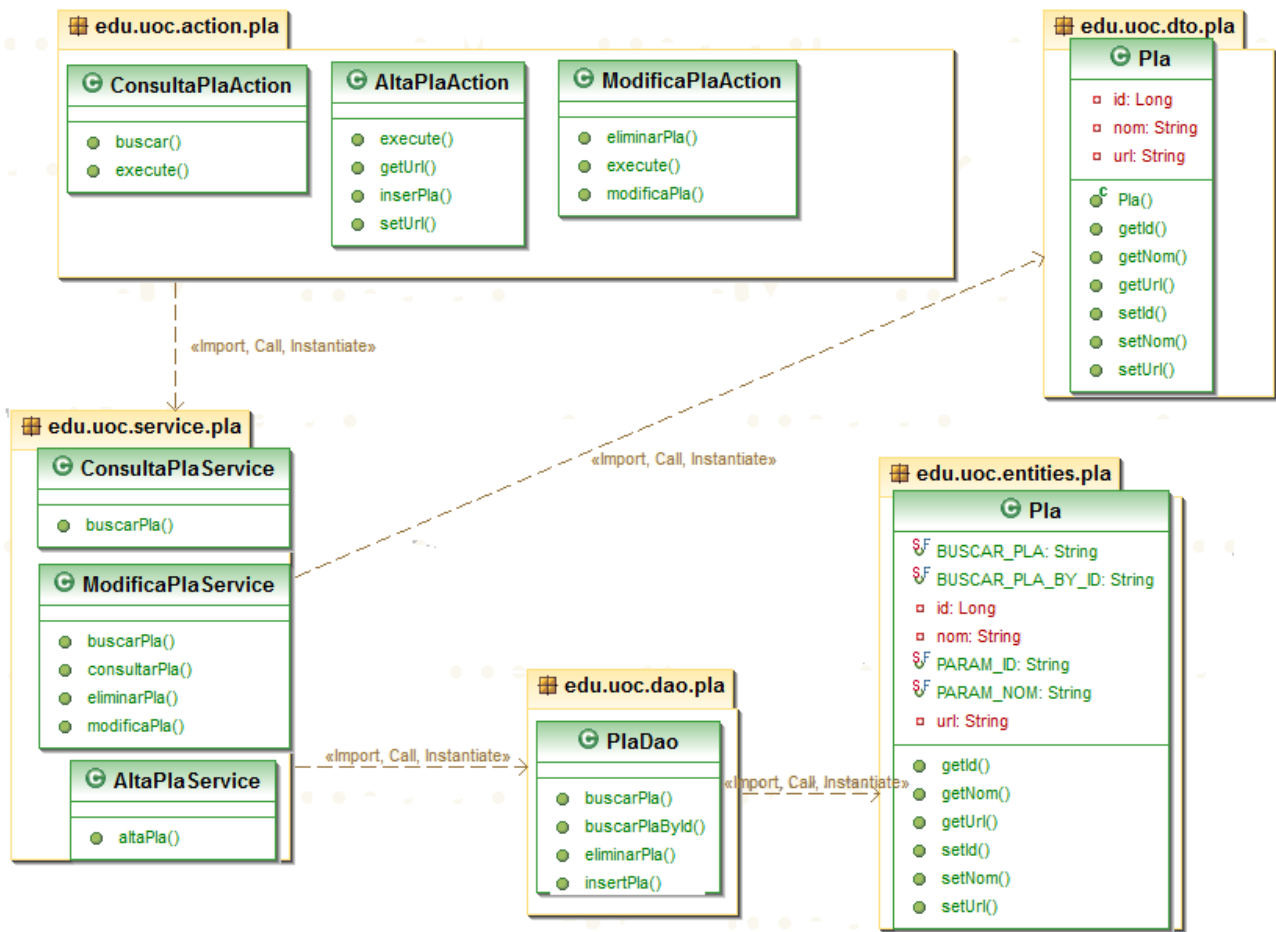 edu.uoc.action.pla
ConsultaPlaAction
buscar()
execute()
AltaPlaAction
execute()
getUrl()
inserPla()
setUrl()
ModificaPlaAction
eliminarPla()
execute()
modificaPla()
edu.uoc.dto.pla
Pla
id: Long
nom: String
url: String
Pla()
getId()
getNom()
getUrl()
setId()
setNom()
setUrl()
«Import, Call, Instantiate»
edu.uoc.service.pla
ConsultaPlaService
buscarPla()
ModificaPlaService
buscarPla()
consultarPla()
eliminarPla()
modificaPla()
AltaPlaService
altaPla()
«Import, Call, Instantiate»
«Import, Call, Instantiate»
edu.uoc.dao.pla
PlaDao
buscarPla()
buscarPlaById()
eliminarPla()
insertPla()
«Import, Call, Instantiate»
edu.uoc.entities.pla
Pla
BUSCAR_PLA: String
BUSCAR_PLA_BY_ID: String
id: Long
nom: String
PARAM_ID: String
PARAM_NOM: String
url: String
getId()
getNom()
getUrl()
setId()
setNom()
setUrl()